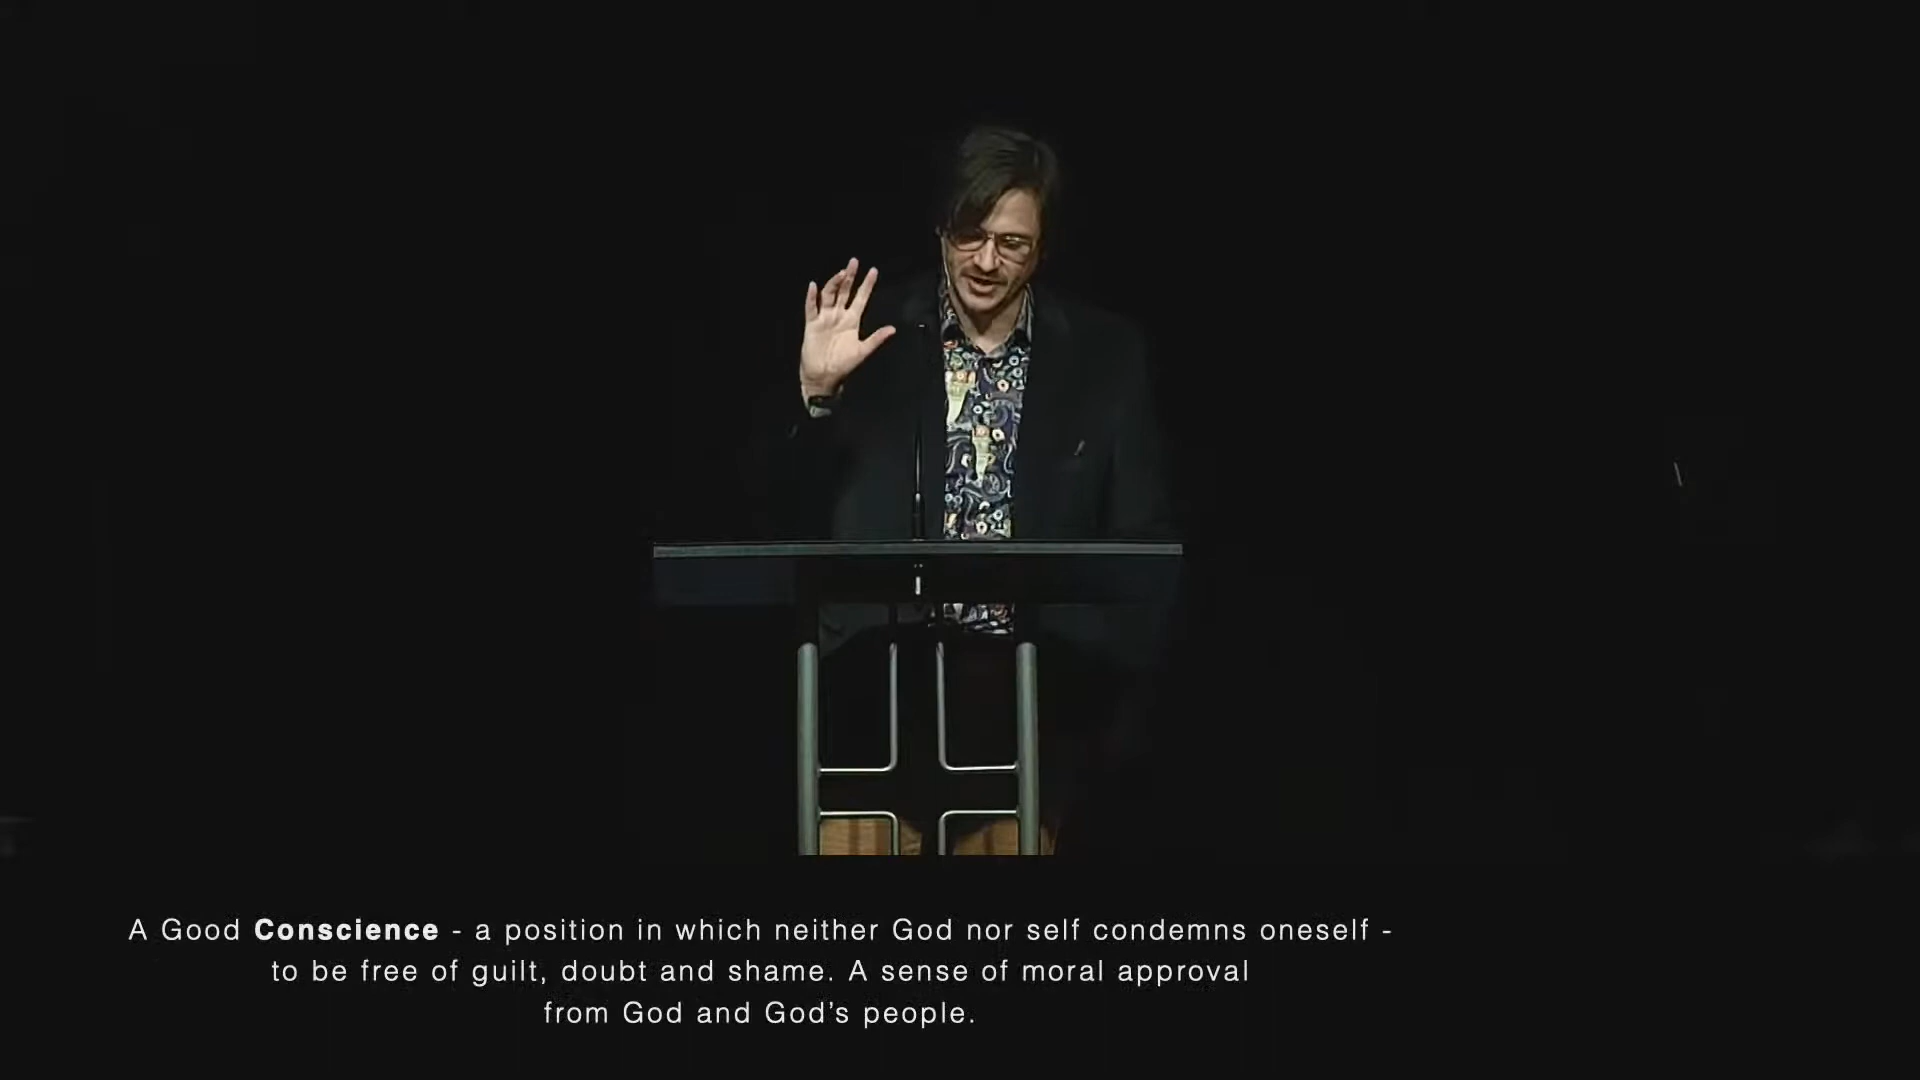 A Good Conscience - a position in which neither God nor self condemns oneself -
to be free of guilt, doubt and shame. A sense of moral approval
from God and God’s people.